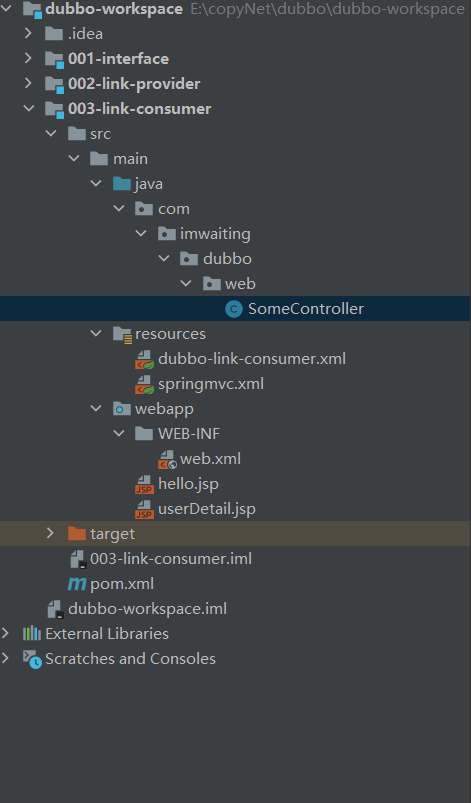 dubbo-workspace E:\copyNet\dubbo\dubbo-workspace
.idea
001-interface
002-link-provider
003-link-consumer
src
main
java
com
imwaiting
dubbo
web
C SomeController
resources
dubbo-link-consumer.xml
springmvc.xml
webapp
WEB-INF
web.xml
JSP hello.jsp
JSP userDetail.jsp
target
003-link-consumer.iml
m pom.xml
dubbo-workspace.iml
External Libraries
Scratches and Consoles